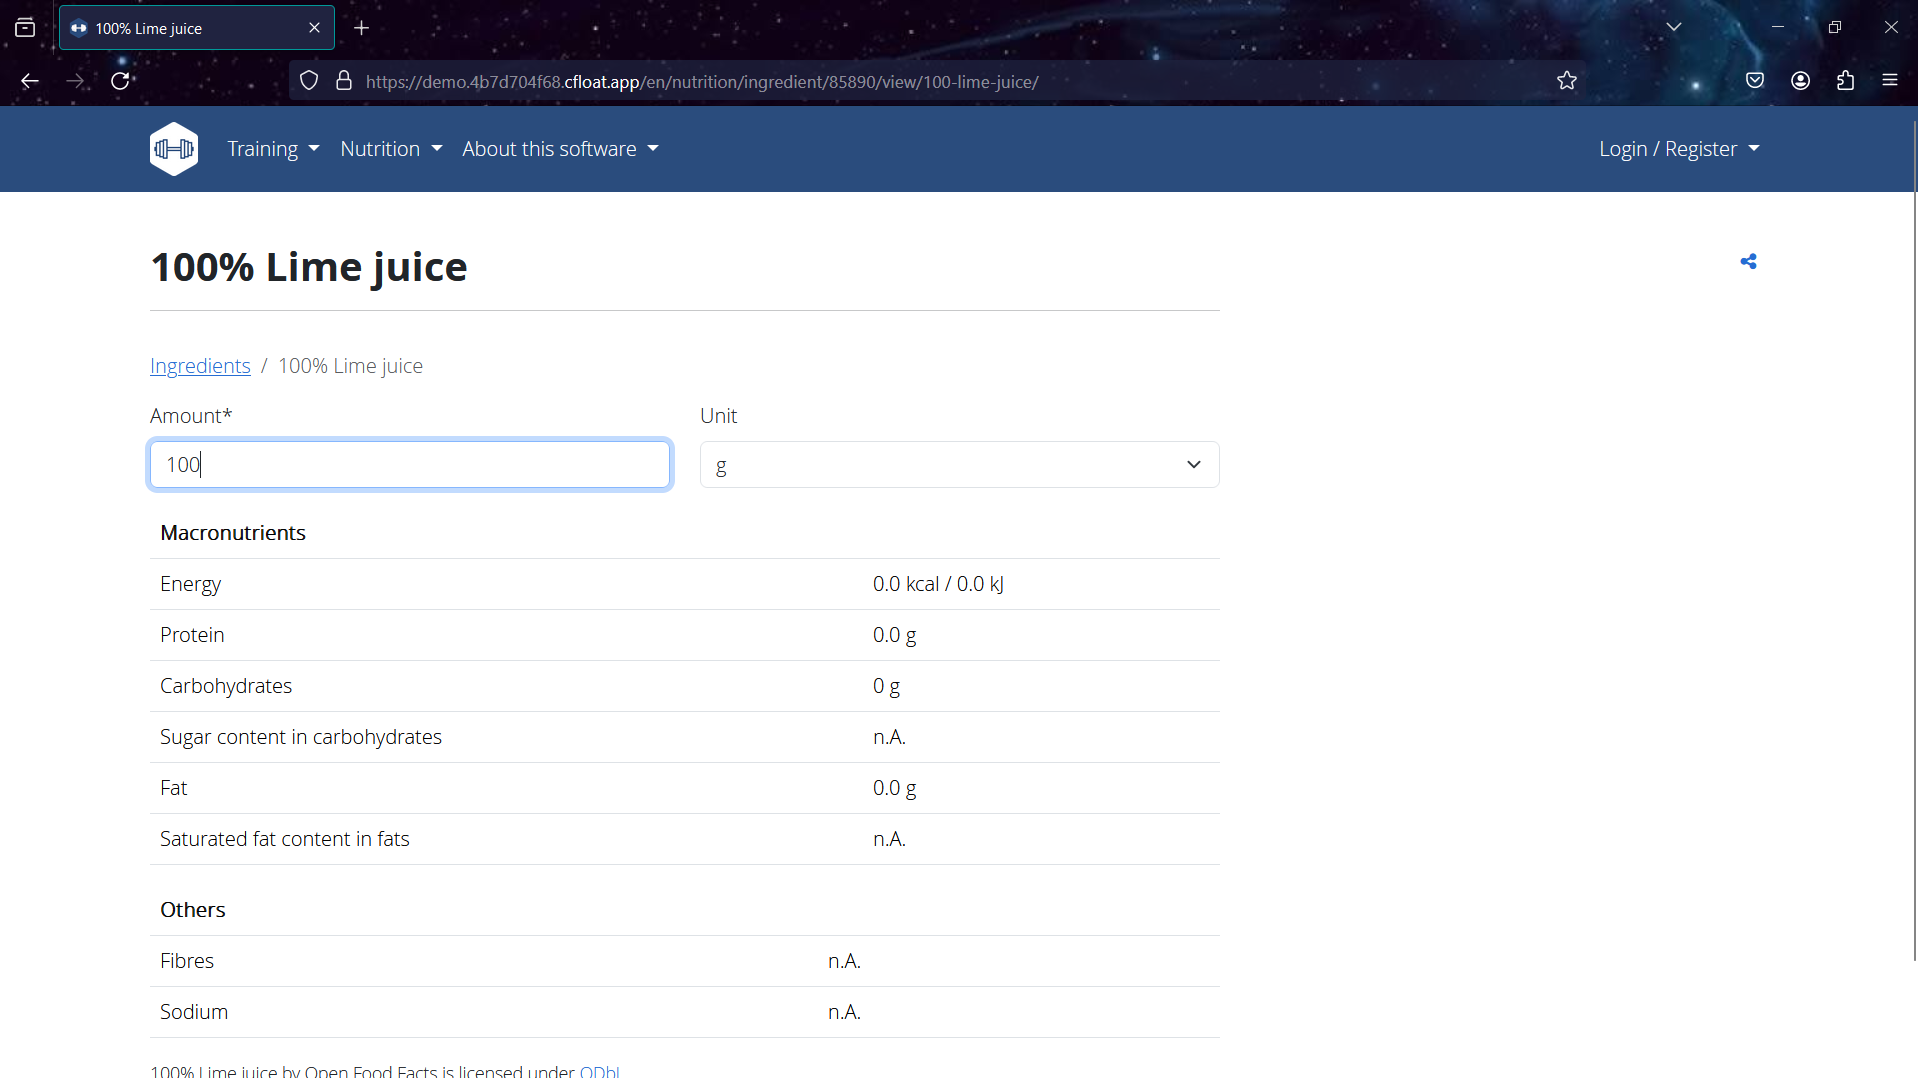 100% Lime juice
https://demo.4b7d704f68.cfloat.app/en/nutrition/ingredient/85890/view/100-lime-juice/
Training Nutrition About this software Login / Register
100% Lime juice
Ingredients / 100% Lime juice
Amount* Unit
100 g
Macronutrients
Energy 0.0 kcal / 0.0 kJ
Protein 0.0 g
Carbohydrates 0 g
Sugar content in carbohydrates n.A.
Fat 0.0 g
Saturated fat content in fats n.A.
Others
Fibres n.A.
Sodium n.A.
100% Lime juice by Open Food Facts is licensed under ODbL